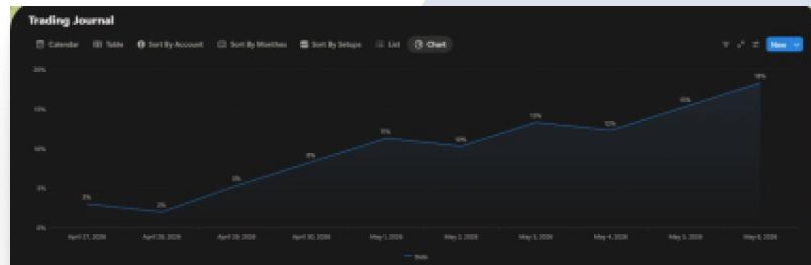 Trading Journal
Calendar Table Sort By Account Sort By Monthes Sort By Setups List Chart New
20%
15%
10%
5%
0%
3% 2% 5% 8% 11% 10% 13% 12% 15% 18%
April 27, 2026 April 28, 2026 April 29, 2026 April 30, 2026 May 1, 2026 May 2, 2026 May 3, 2026 May 4, 2026 May 5, 2026 May 6, 2026